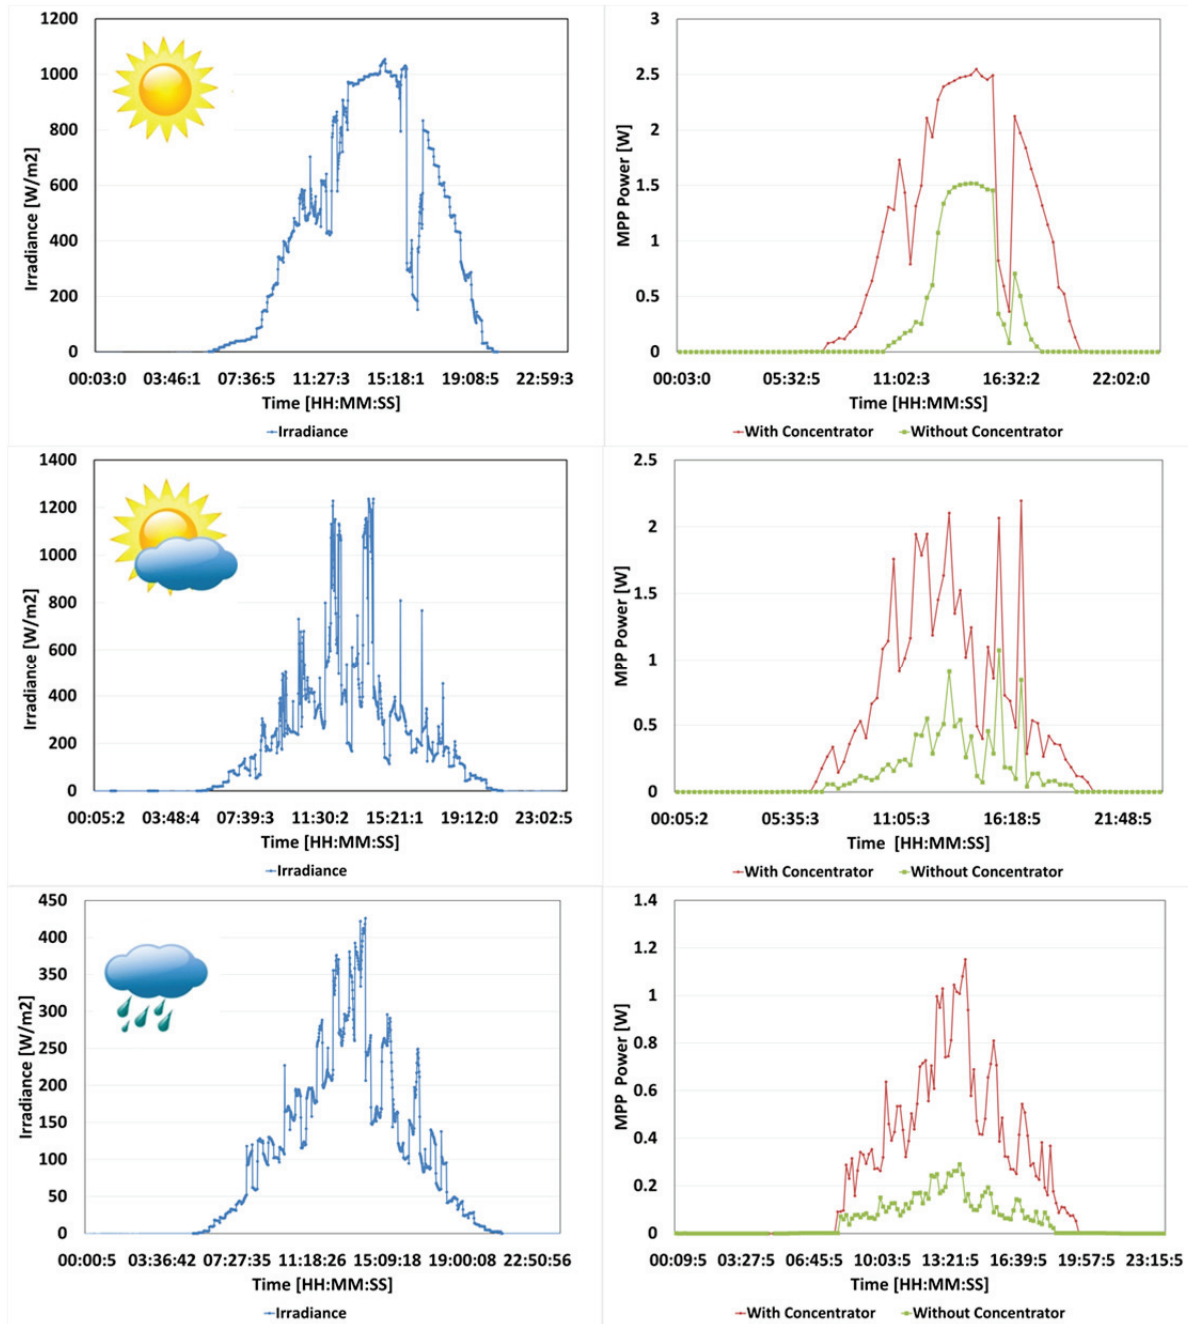 1200
1000
800
600
400
200
0
Irradiance [W/m2]
00:03:0 03:46:1 07:36:5 11:27:3 15:18:1 19:08:5 22:59:3
Time [HH:MM:SS]
Irradiance
3
2.5
2
1.5
1
0.5
0
MPP Power [W]
00:03:0 05:32:5 11:02:3 16:32:2 22:02:0
Time [HH:MM:SS]
With Concentrator Without Concentrator
1400
1200
1000
800
600
400
200
0
Irradiance [W/m2]
00:05:2 03:48:4 07:39:3 11:30:2 15:21:1 19:12:0 23:02:5
Time [HH:MM:SS]
Irradiance
2.5
2
1.5
1
0.5
0
MPP Power [W]
00:05:2 05:35:3 11:05:3 16:18:5 21:48:5
Time [HH:MM:SS]
With Concentrator Without Concentrator
450
400
350
300
250
200
150
100
50
0
Irradiance [W/m2]
00:00:5 03:36:42 07:27:35 11:18:26 15:09:18 19:00:08 22:50:56
Time [HH:MM:SS]
Irradiance
1.4
1.2
1
0.8
0.6
0.4
0.2
0
MPP Power [W]
00:09:5 03:27:5 06:45:5 10:03:5 13:21:5 16:39:5 19:57:5 23:15:5
Time [HH:MM:SS]
With Concentrator Without Concentrator